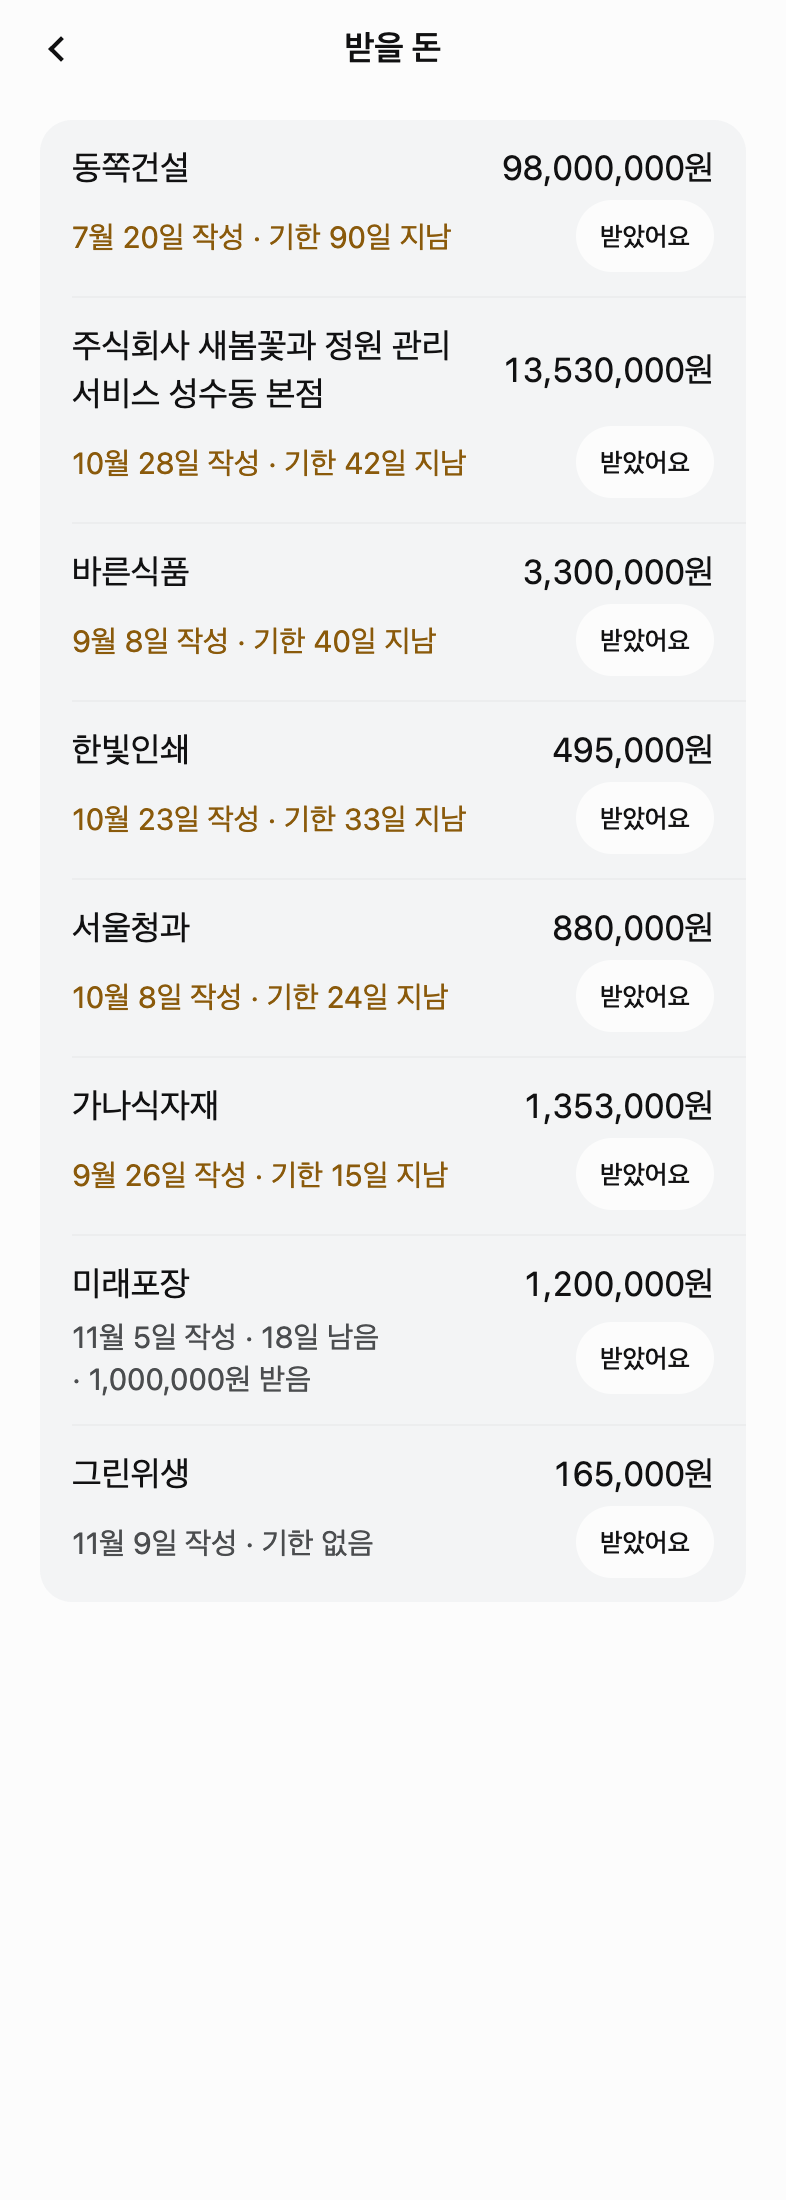 받을 돈
동쪽건설 98,000,000원
7월 20일 작성 · 기한 90일 지남 받았어요
주식회사 새봄꽃과 정원 관리
서비스 성수동 본점 13,530,000원
10월 28일 작성 · 기한 42일 지남 받았어요
바른식품 3,300,000원
9월 8일 작성 · 기한 40일 지남 받았어요
한빛인쇄 495,000원
10월 23일 작성 · 기한 33일 지남 받았어요
서울청과 880,000원
10월 8일 작성 · 기한 24일 지남 받았어요
가나식자재 1,353,000원
9월 26일 작성 · 기한 15일 지남 받았어요
미래포장 1,200,000원
11월 5일 작성 · 18일 남음
· 1,000,000원 받음 받았어요
그린위생 165,000원
11월 9일 작성 · 기한 없음 받았어요